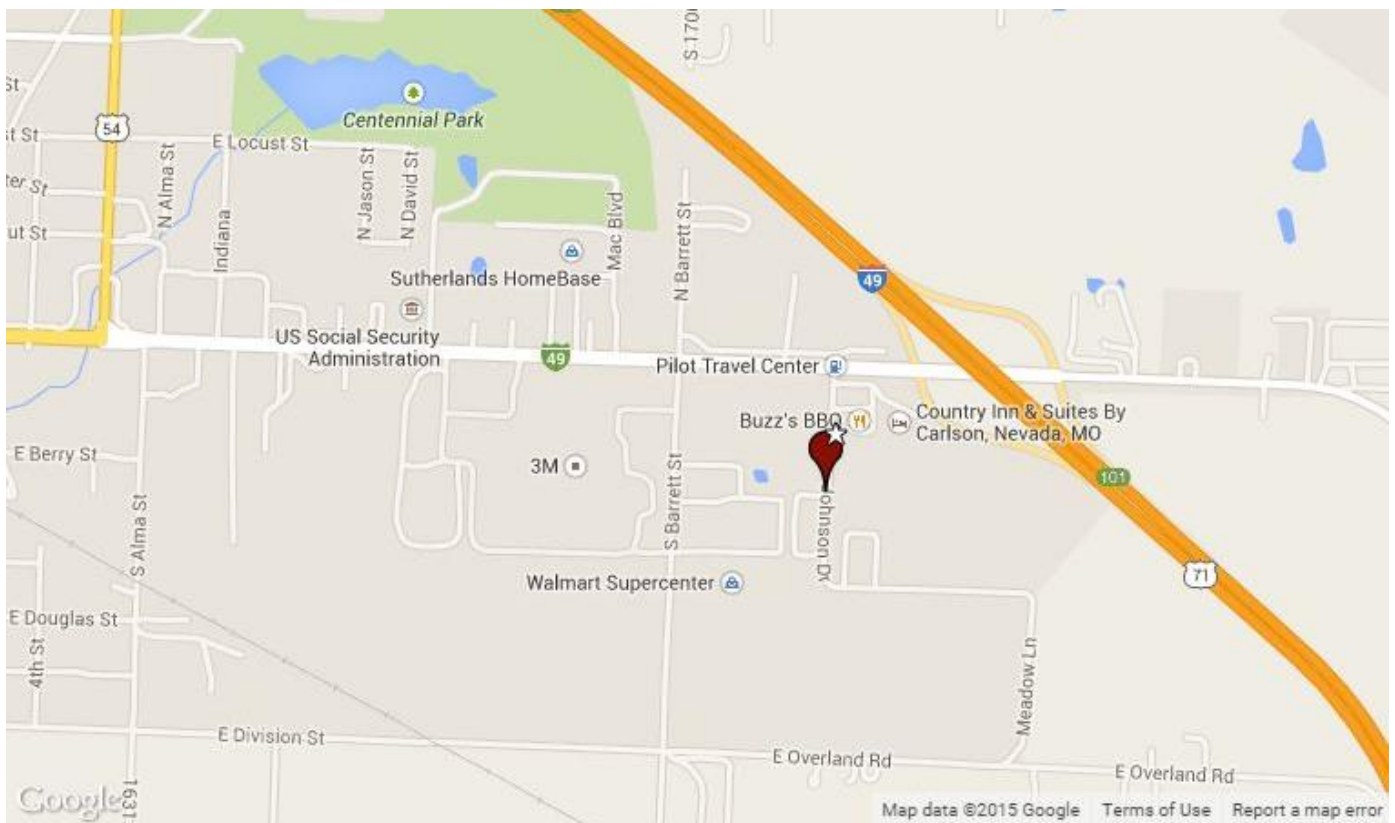 S 1700
St
54
Centennial Park
st St
E Locust St
N Alma St
N Jason St
N David St
ter St
Indiana
Mac Blvd
N Barrett St
ut St
Sutherlands HomeBase
49
US Social Security
Administration
49
Pilot Travel Center
Buzz's BBQ
Country Inn & Suites By
Carlson, Nevada, MO
E Berry St
3M
101
S Alma St
S Barrett St
Johnson Dr
71
Walmart Supercenter
E Douglas St
4th St
Meadow Ln
E Division St
E Overland Rd
E Overland Rd
1631
Google
Map data ©2015 Google
Terms of Use
Report a map error